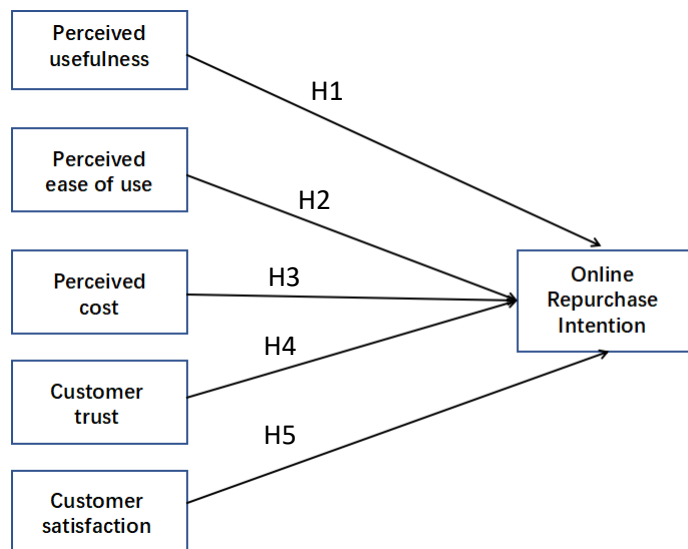 Perceived
usefulness
H1
Perceived
ease of use
H2
Perceived
cost
H3
Customer
trust
H4
Customer
satisfaction
H5
Online
Repurchase
Intention